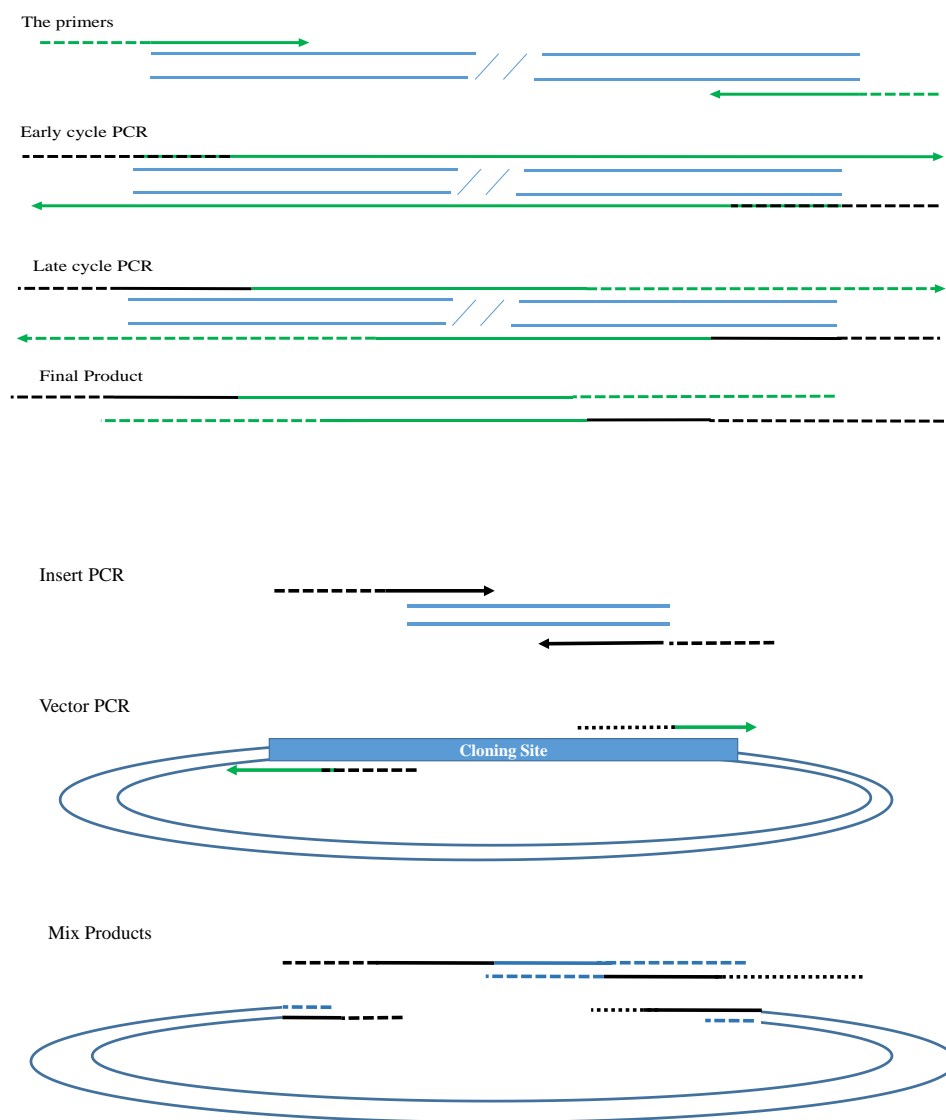 The primers
Early cycle PCR
Late cycle PCR
Final Product
Insert PCR
Vector PCR
Cloning Site
Mix Products